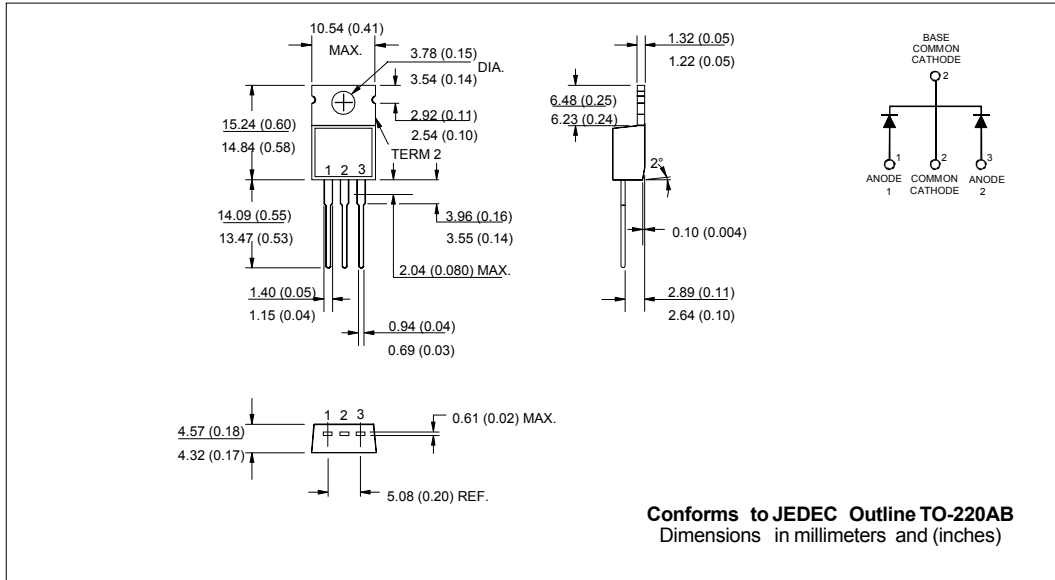 10.54 (0.41)
MAX.
3.78 (0.15)
DIA.
3.54 (0.14)
2.92 (0.11)
2.54 (0.10)
TERM 2
15.24 (0.60)
14.84 (0.58)
1 2 3
14.09 (0.55)
13.47 (0.53)
3.96 (0.16)
3.55 (0.14)
2.04 (0.080) MAX.
1.40 (0.05)
1.15 (0.04)
0.94 (0.04)
0.69 (0.03)
1.32 (0.05)
1.22 (0.05)
6.48 (0.25)
6.23 (0.24)
2°
0.10 (0.004)
2.89 (0.11)
2.64 (0.10)
BASE
COMMON
CATHODE
2
1 2 3
ANODE COMMON ANODE
1 CATHODE 2
1 2 3
0.61 (0.02) MAX.
4.57 (0.18)
4.32 (0.17)
5.08 (0.20) REF.
Conforms to JEDEC Outline TO-220AB
Dimensions in millimeters and (inches)